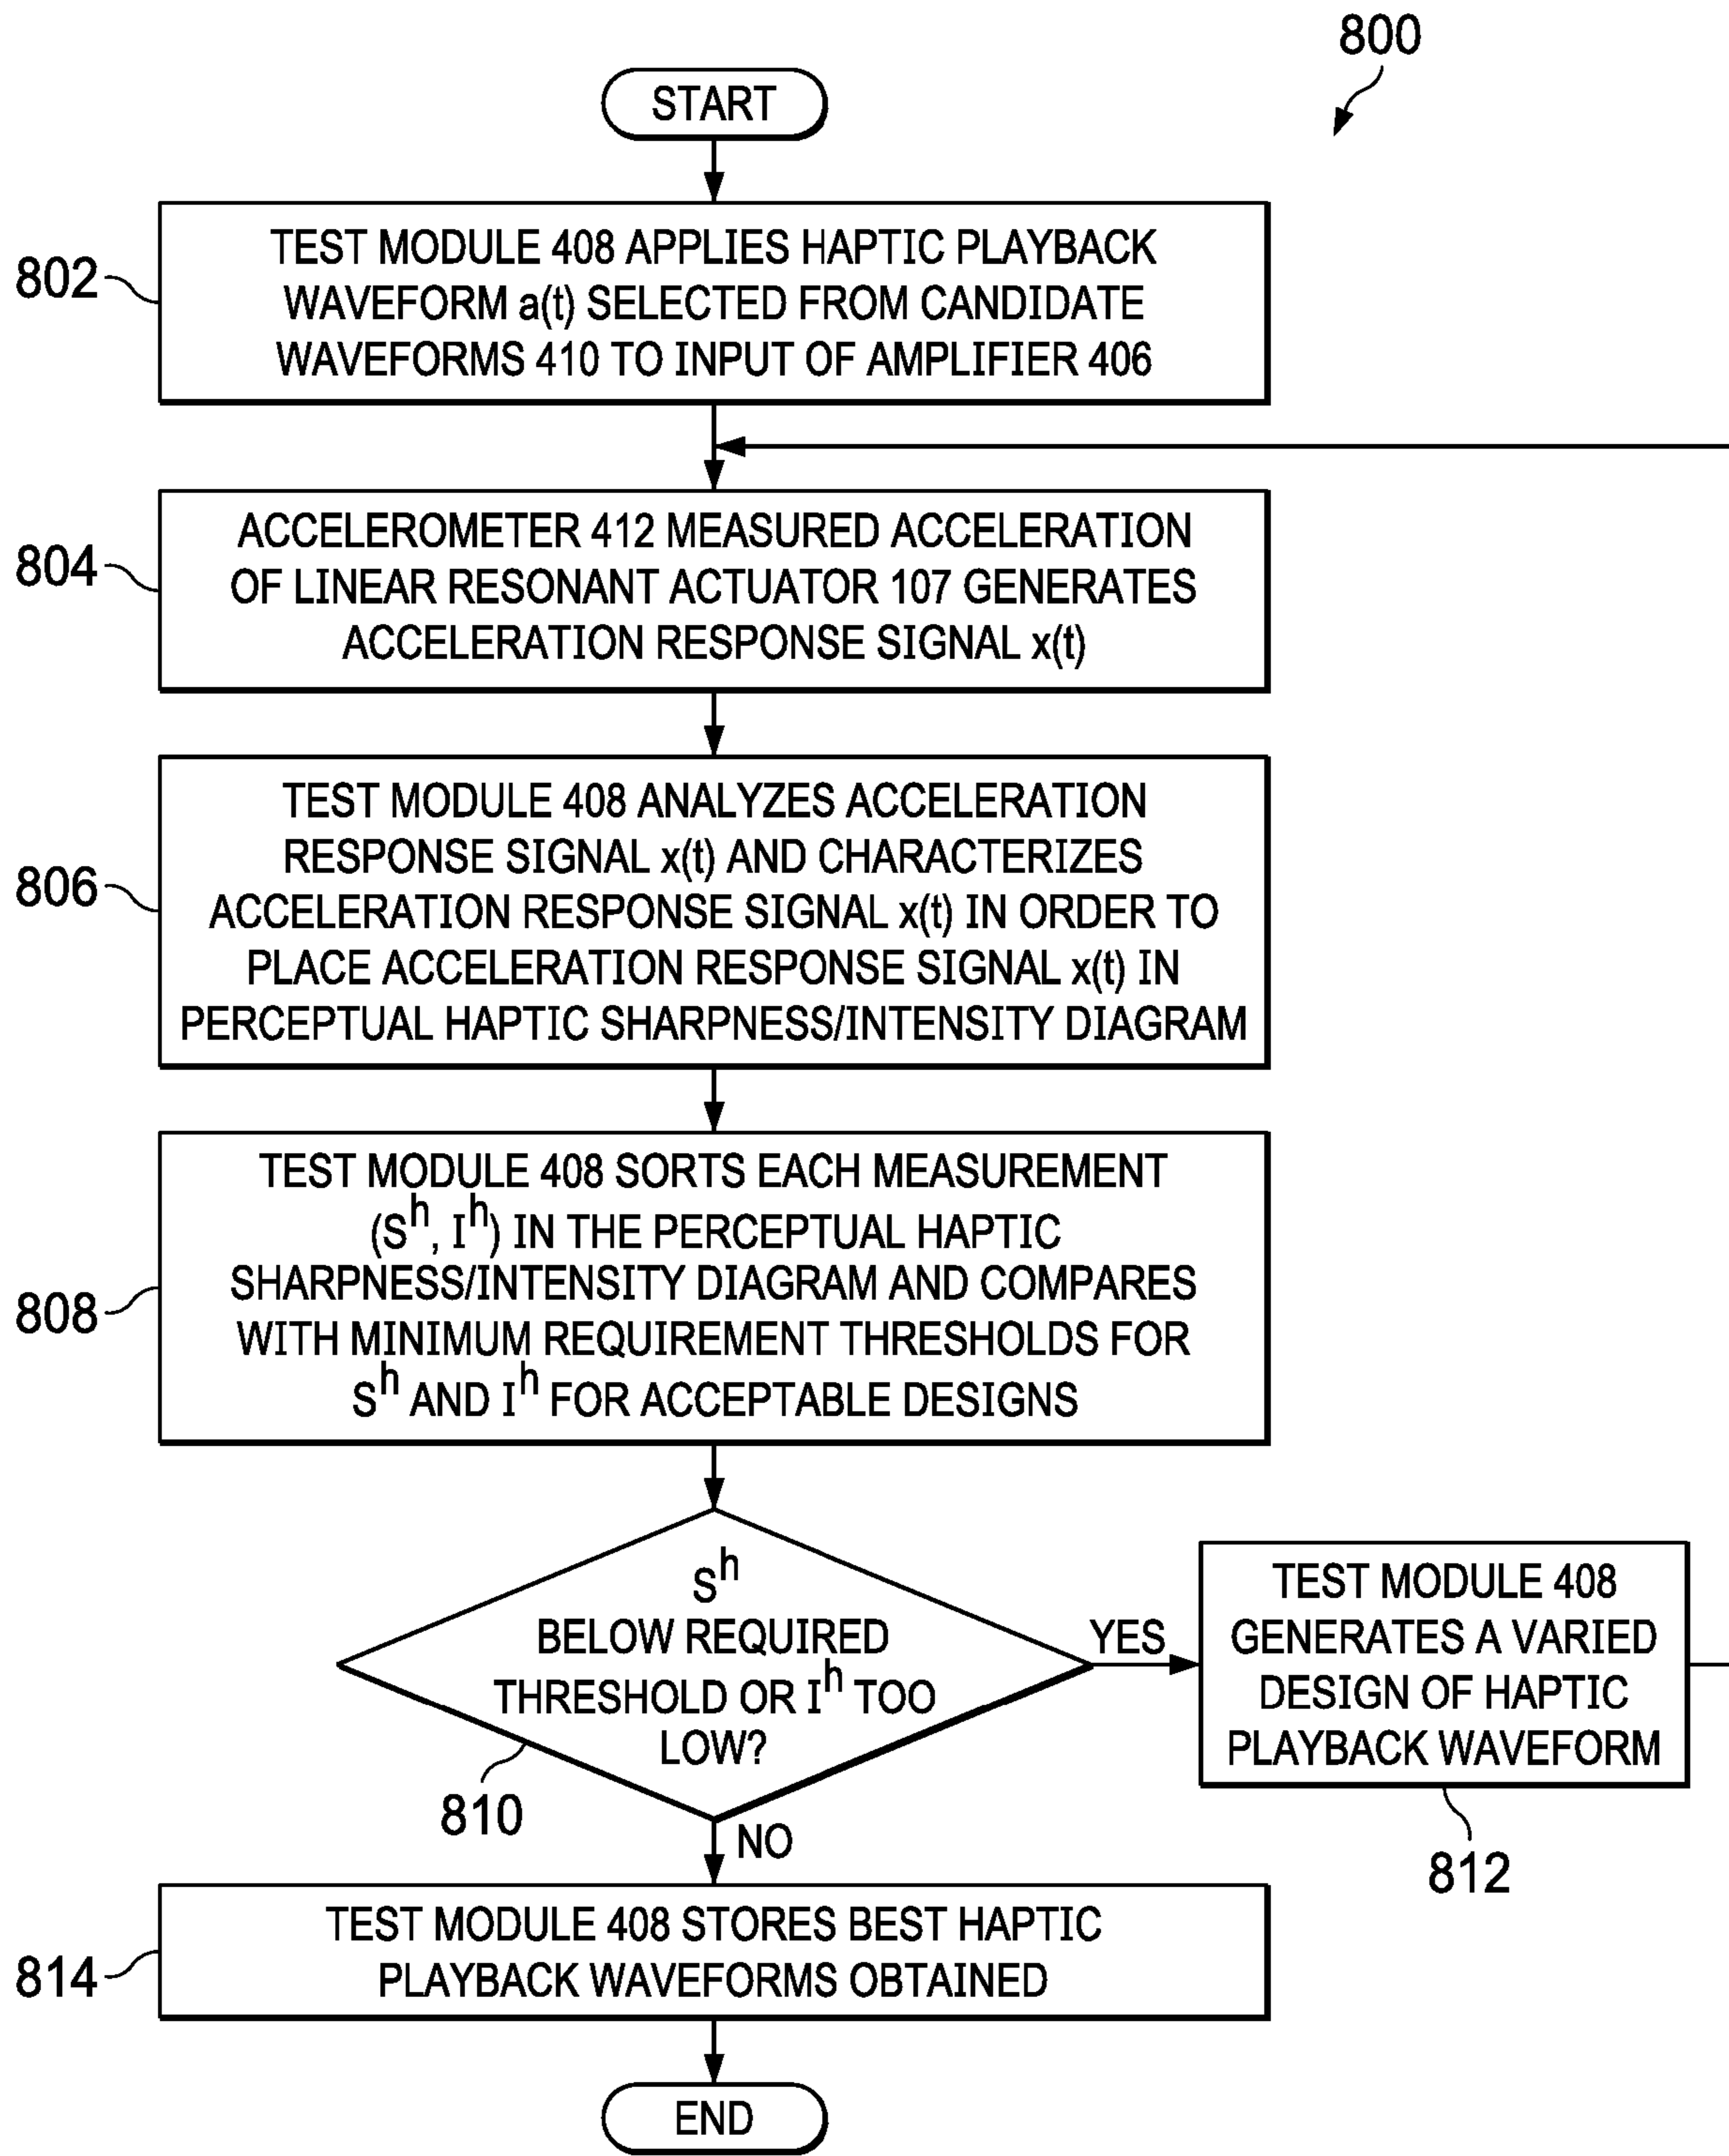 800
START
802
TEST MODULE 408 APPLIES HAPTIC PLAYBACK
WAVEFORM a(t) SELECTED FROM CANDIDATE
WAVEFORMS 410 TO INPUT OF AMPLIFIER 406
804
ACCELEROMETER 412 MEASURED ACCELERATION
OF LINEAR RESONANT ACTUATOR 107 GENERATES
ACCELERATION RESPONSE SIGNAL x(t)
806
TEST MODULE 408 ANALYZES ACCELERATION
RESPONSE SIGNAL x(t) AND CHARACTERIZES
ACCELERATION RESPONSE SIGNAL x(t) IN ORDER TO
PLACE ACCELERATION RESPONSE SIGNAL x(t) IN
PERCEPTUAL HAPTIC SHARPNESS/INTENSITY DIAGRAM
808
TEST MODULE 408 SORTS EACH MEASUREMENT
(S^h, I^h) IN THE PERCEPTUAL HAPTIC
SHARPNESS/INTENSITY DIAGRAM AND COMPARES
WITH MINIMUM REQUIREMENT THRESHOLDS FOR
S^h AND I^h FOR ACCEPTABLE DESIGNS
S^h
BELOW REQUIRED
THRESHOLD OR I^h TOO
LOW?
810
YES
TEST MODULE 408
GENERATES A VARIED
DESIGN OF HAPTIC
PLAYBACK WAVEFORM
812
NO
814
TEST MODULE 408 STORES BEST HAPTIC
PLAYBACK WAVEFORMS OBTAINED
END